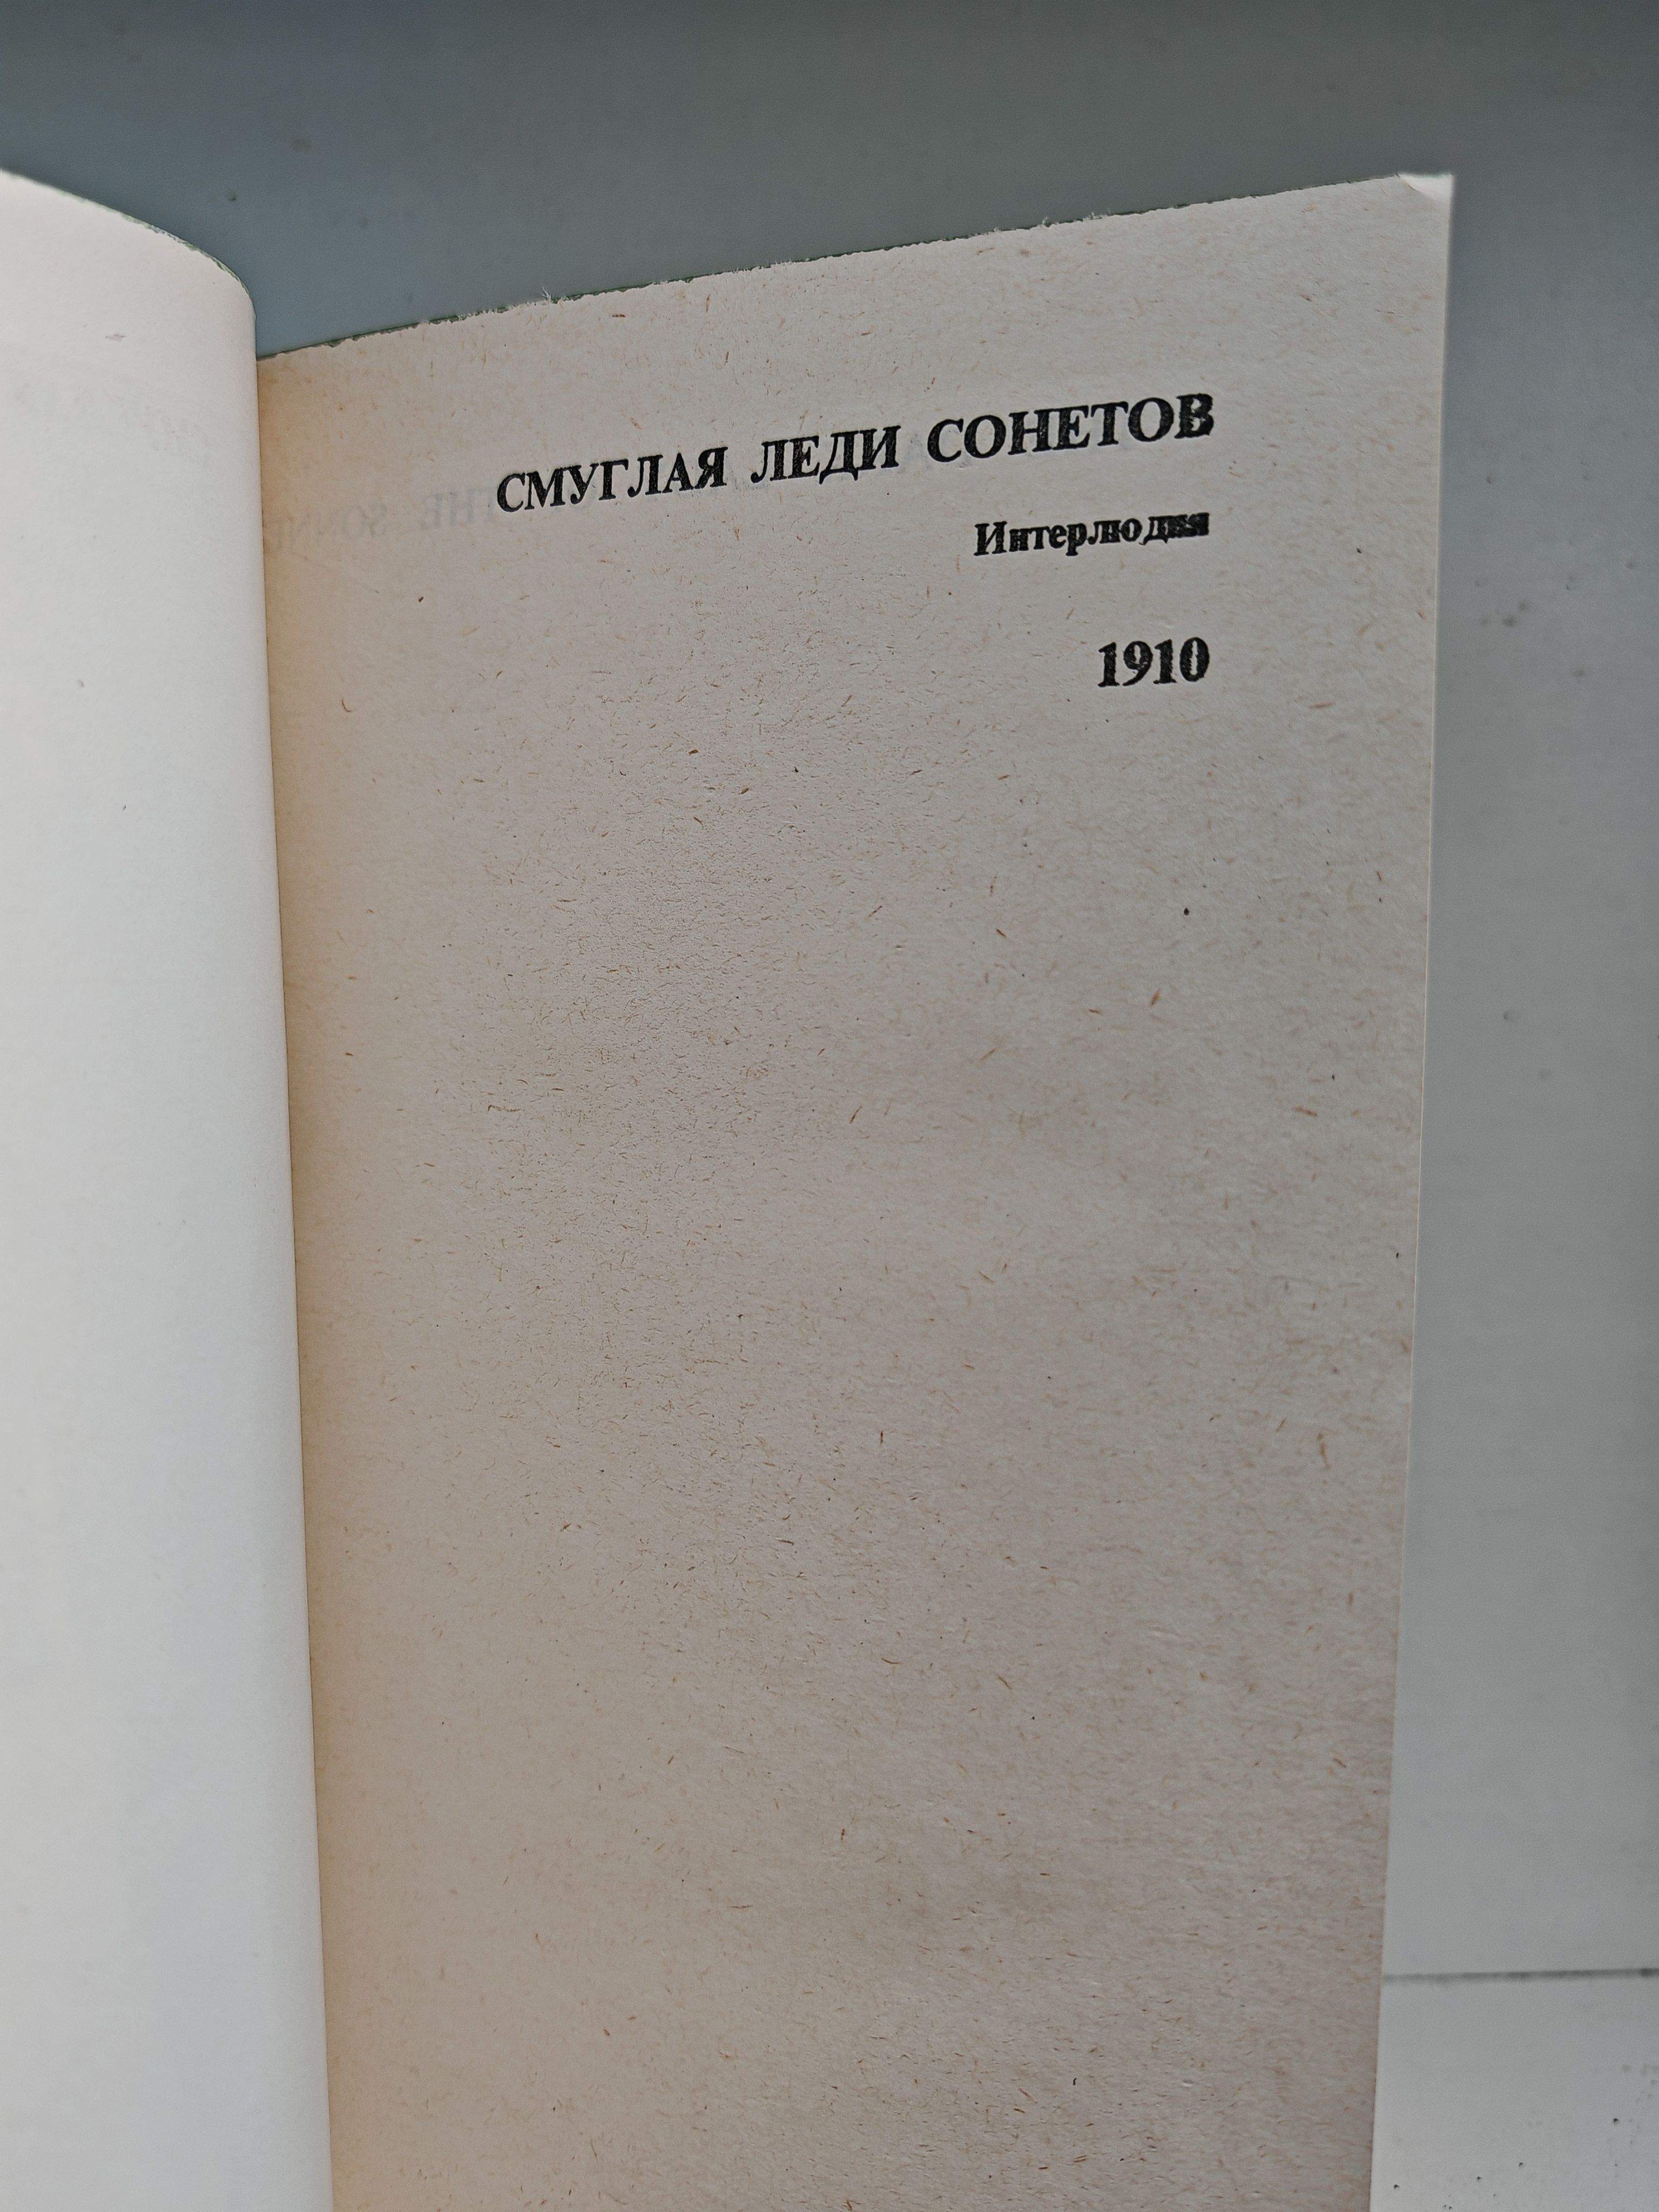 СМУГЛАЯ ЛЕДИ СОНЕТОВ
Интерлюдия
1910